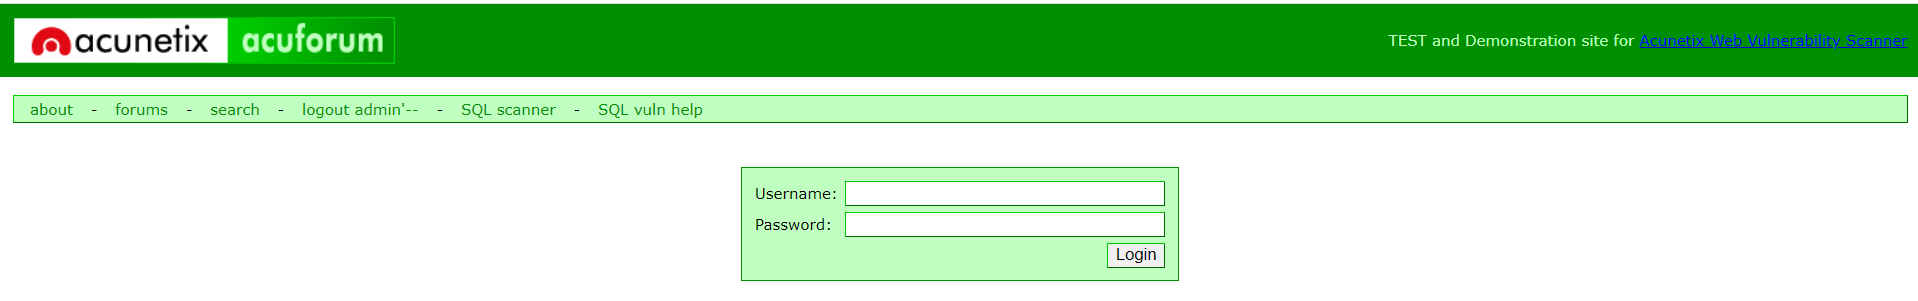 acunetix acuforum
TEST and Demonstration site for Acunetix Web Vulnerability Scanner
about - forums - search - logout admin'-- - SQL scanner - SQL vuln help
Username:
Password:
Login